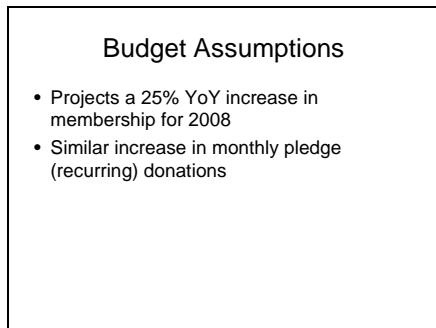 Budget Assumptions
• Projects a 25% YoY increase in
membership for 2008
• Similar increase in monthly pledge
(recurring) donations